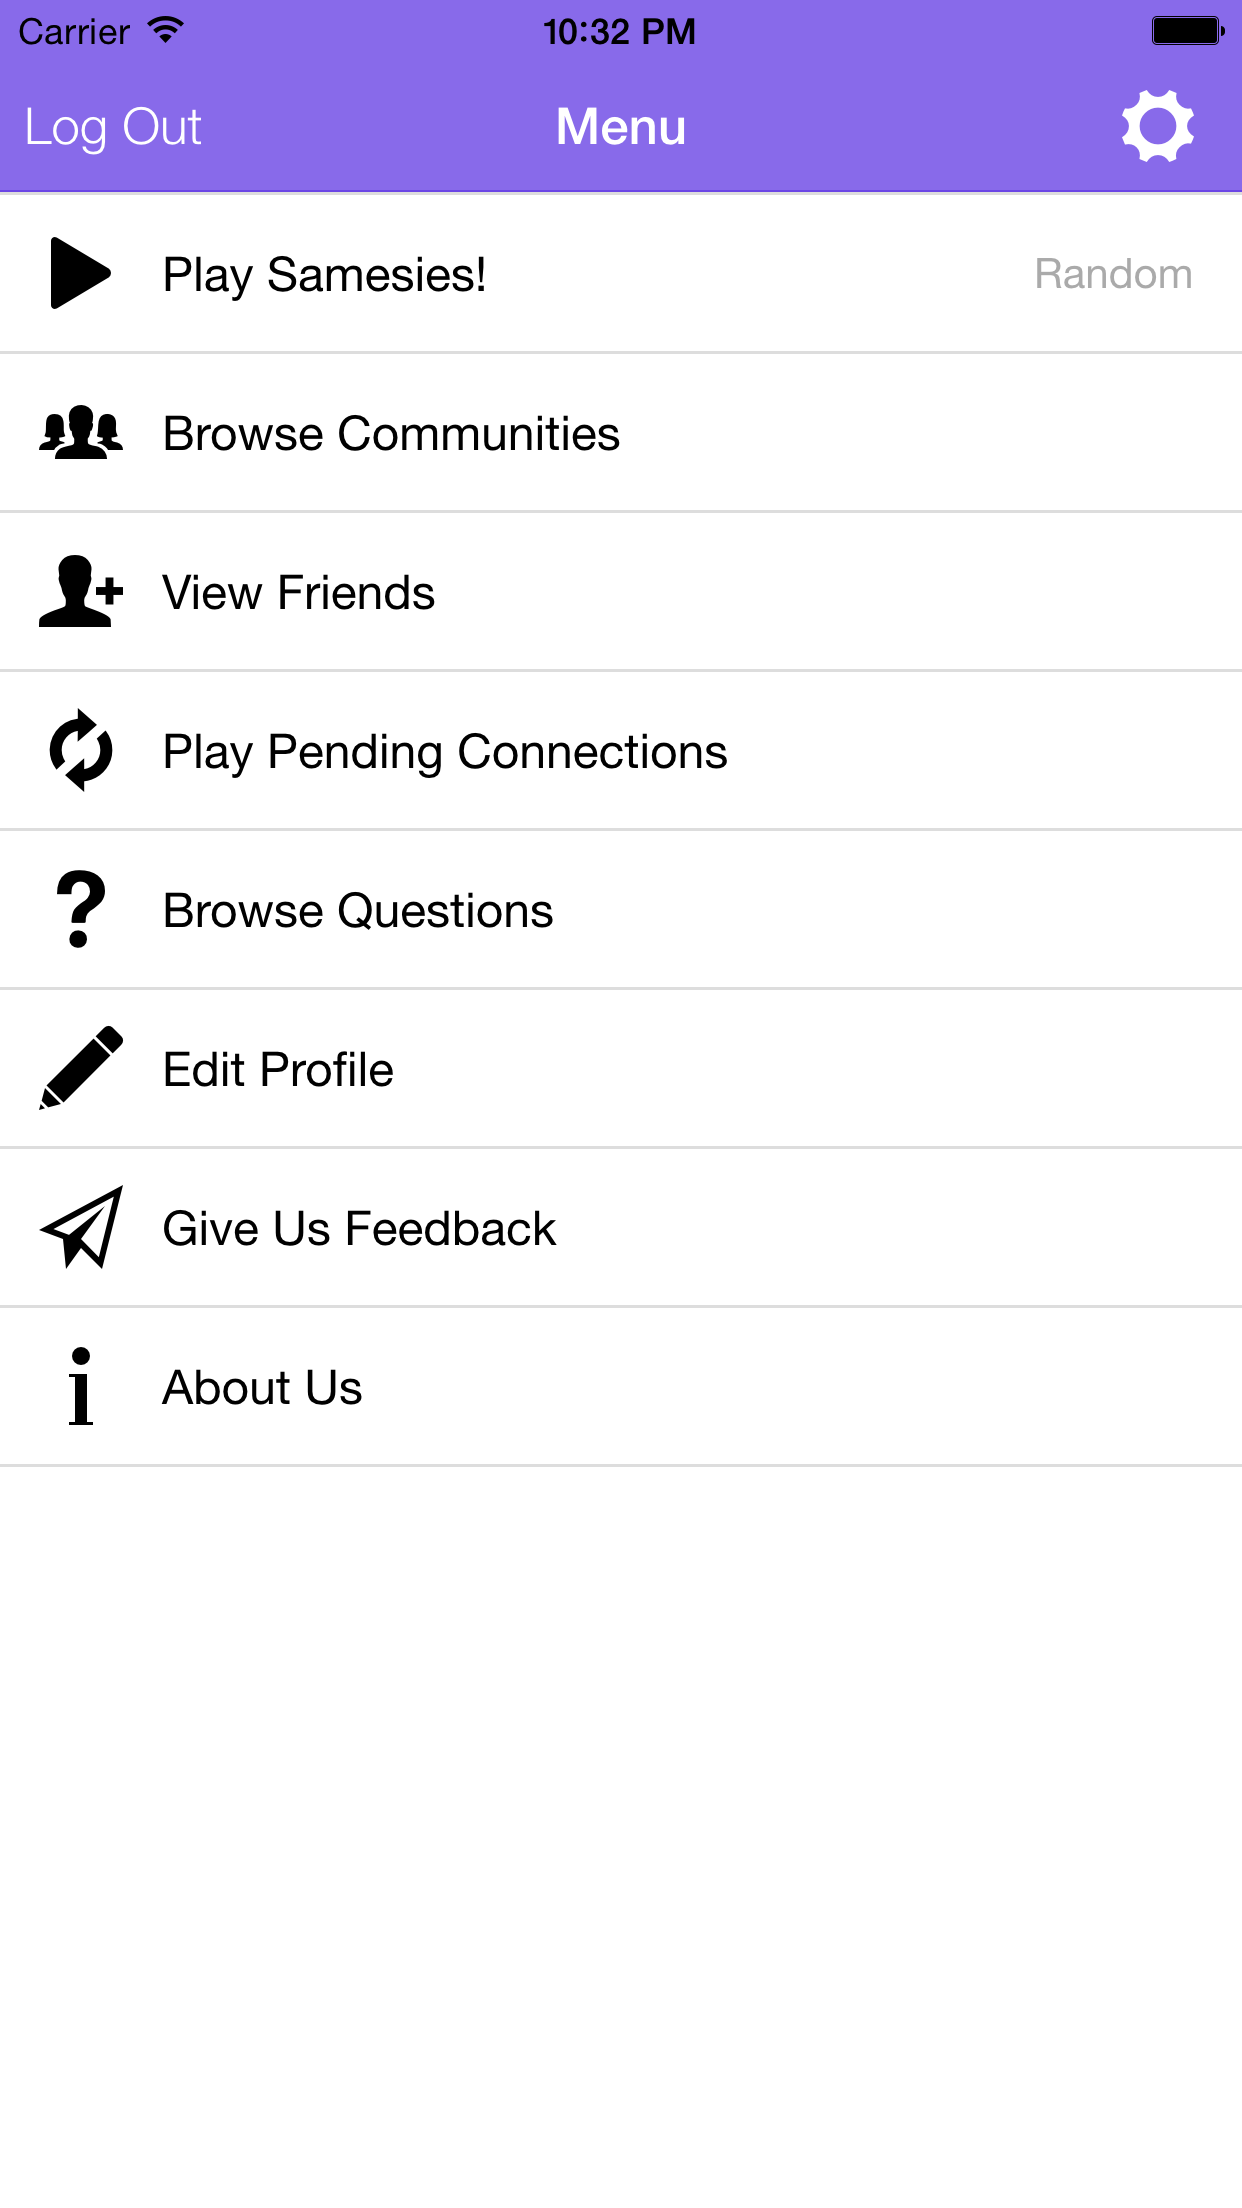 Carrier 10:32 PM
Log Out Menu
Play Samesies! Random
Browse Communities
View Friends
Play Pending Connections
Browse Questions
Edit Profile
Give Us Feedback
About Us